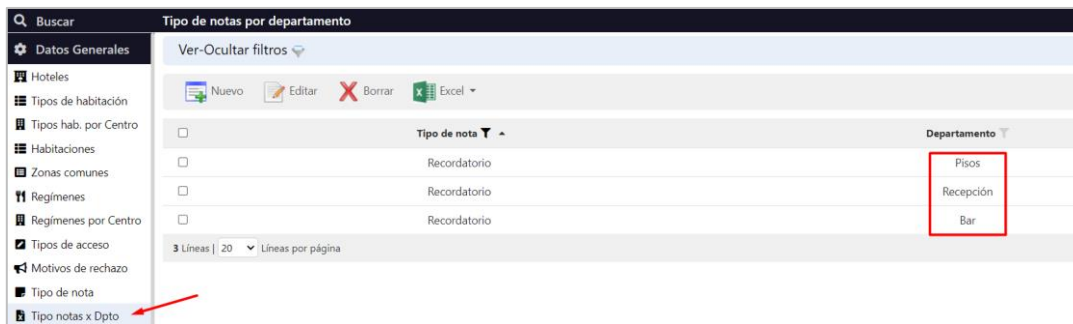 Buscar
Tipo de notas por departamento
Datos Generales
Ver-Ocultar filtros
Hoteles
Tipos de habitación
Tipos hab. por Centro
Habitaciones
Zonas comunes
Regímenes
Regímenes por Centro
Tipos de acceso
Motivos de rechazo
Tipo de nota
Tipo notas x Dpto
Nuevo Editar Borrar Excel
Tipo de nota Departamento
Recordatorio Pisos
Recordatorio Recepción
Recordatorio Bar
3 Líneas | 20 Líneas por página